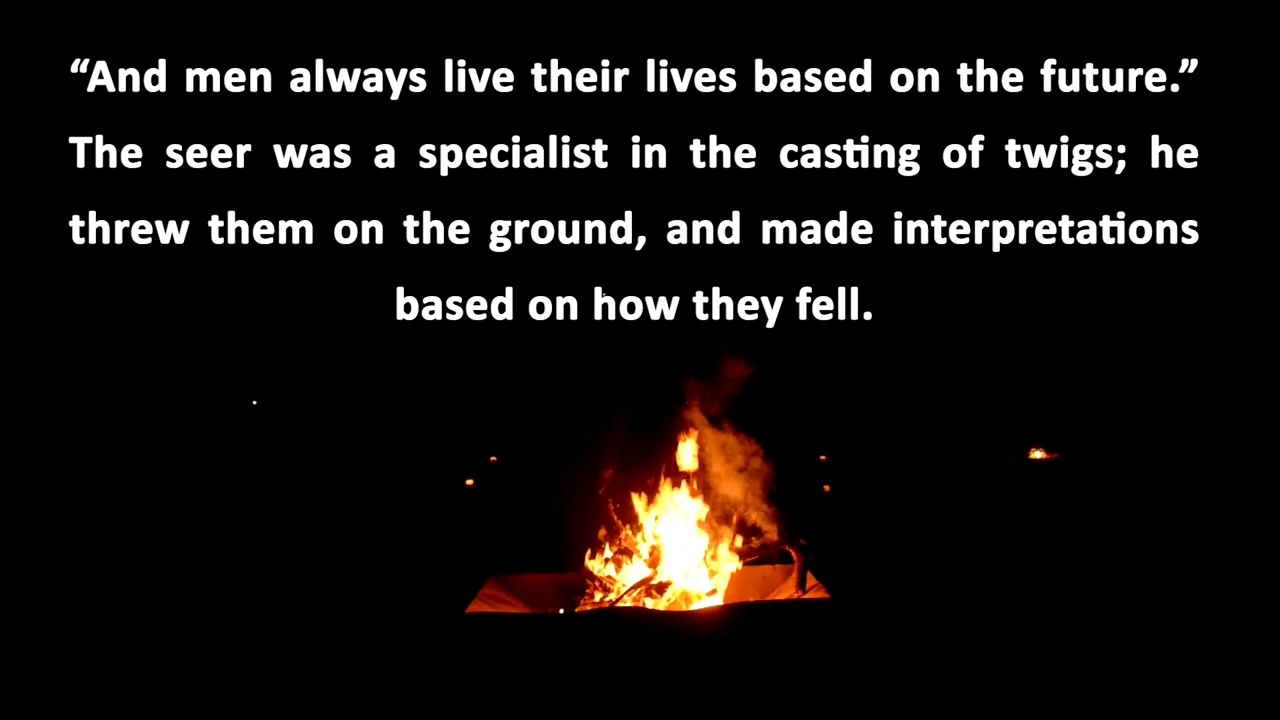 “And men always live their lives based on the future.”
The seer was a specialist in the casting of twigs; he
threw them on the ground, and made interpretations
based on how they fell.